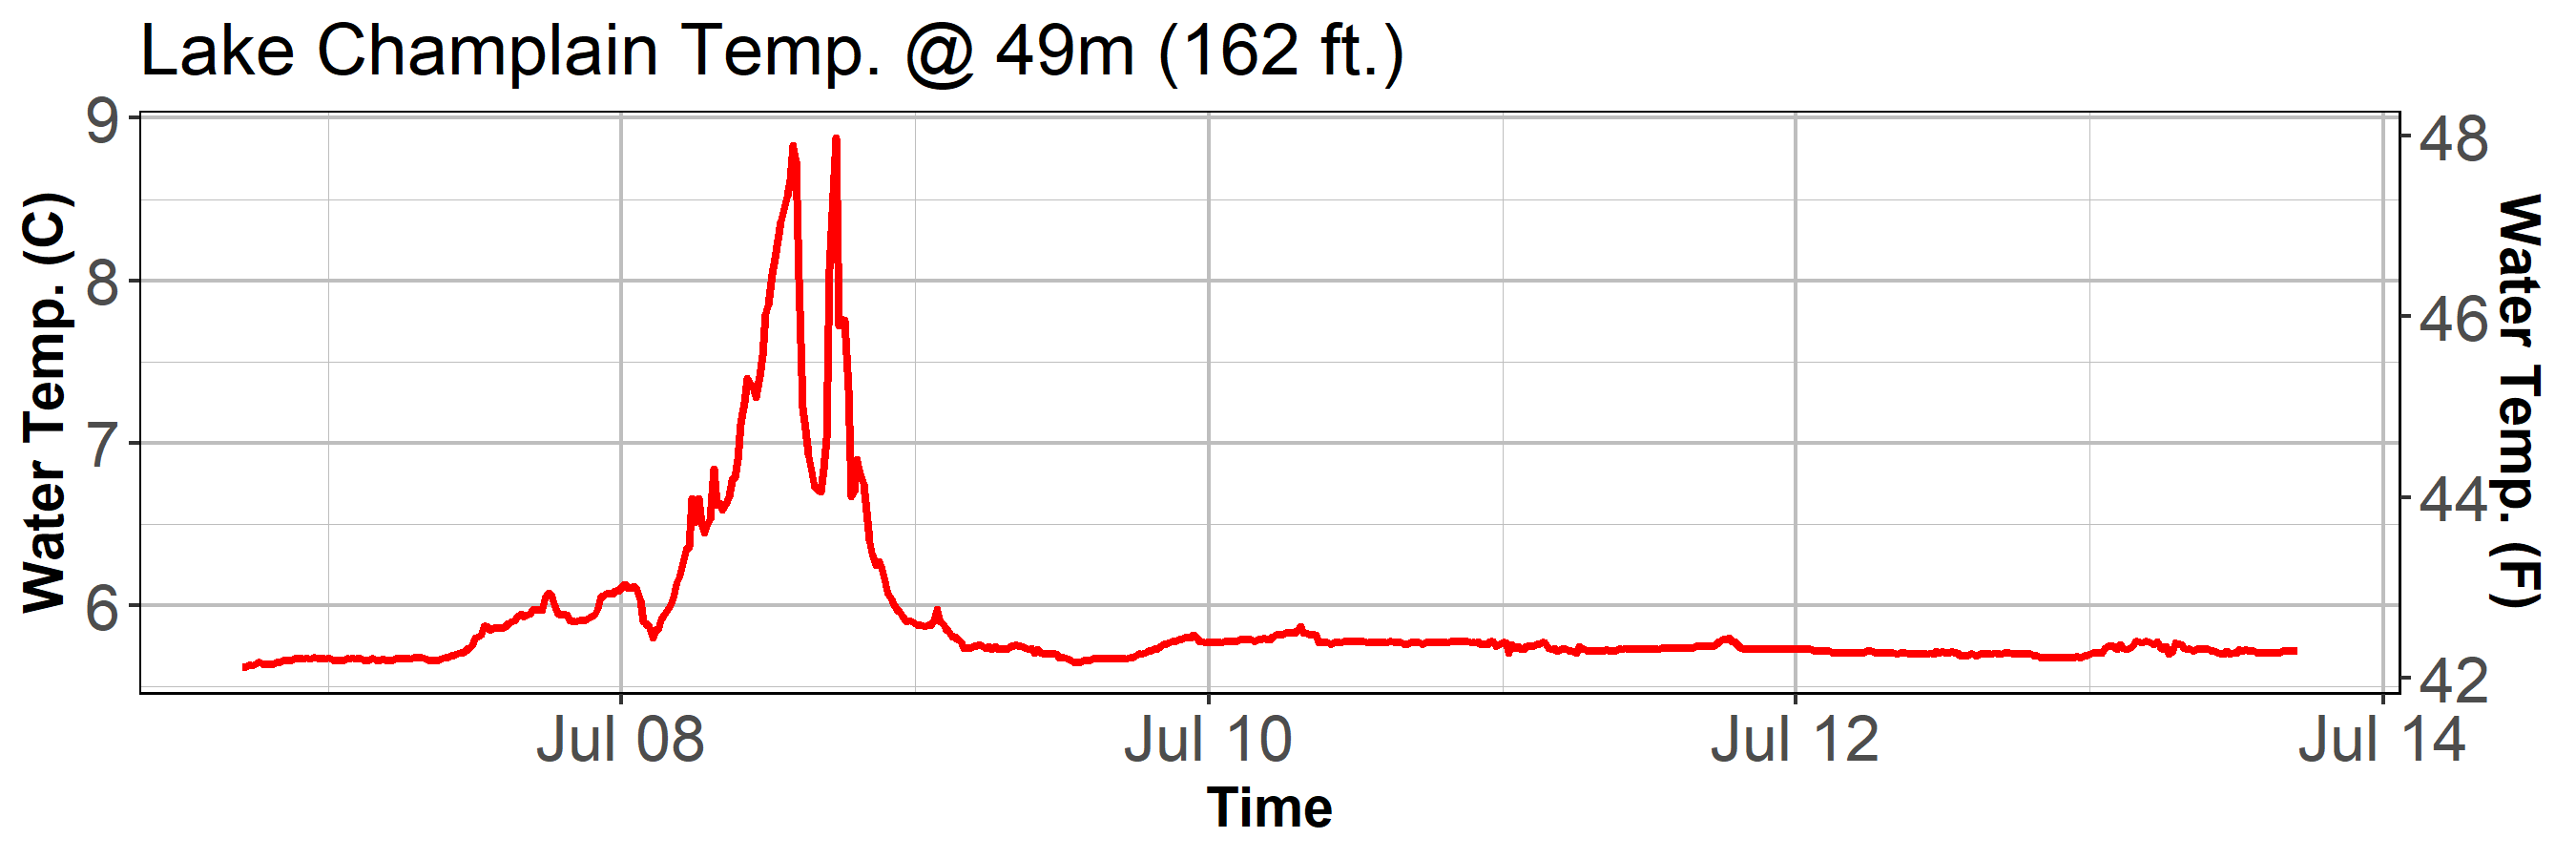 Lake Champlain Temp. @ 49m (162 ft.)
Water Temp. (C)
9
8
7
6
48
46
44
42
Water Temp. (F)
Jul 08 Jul 10 Jul 12 Jul 14
Time